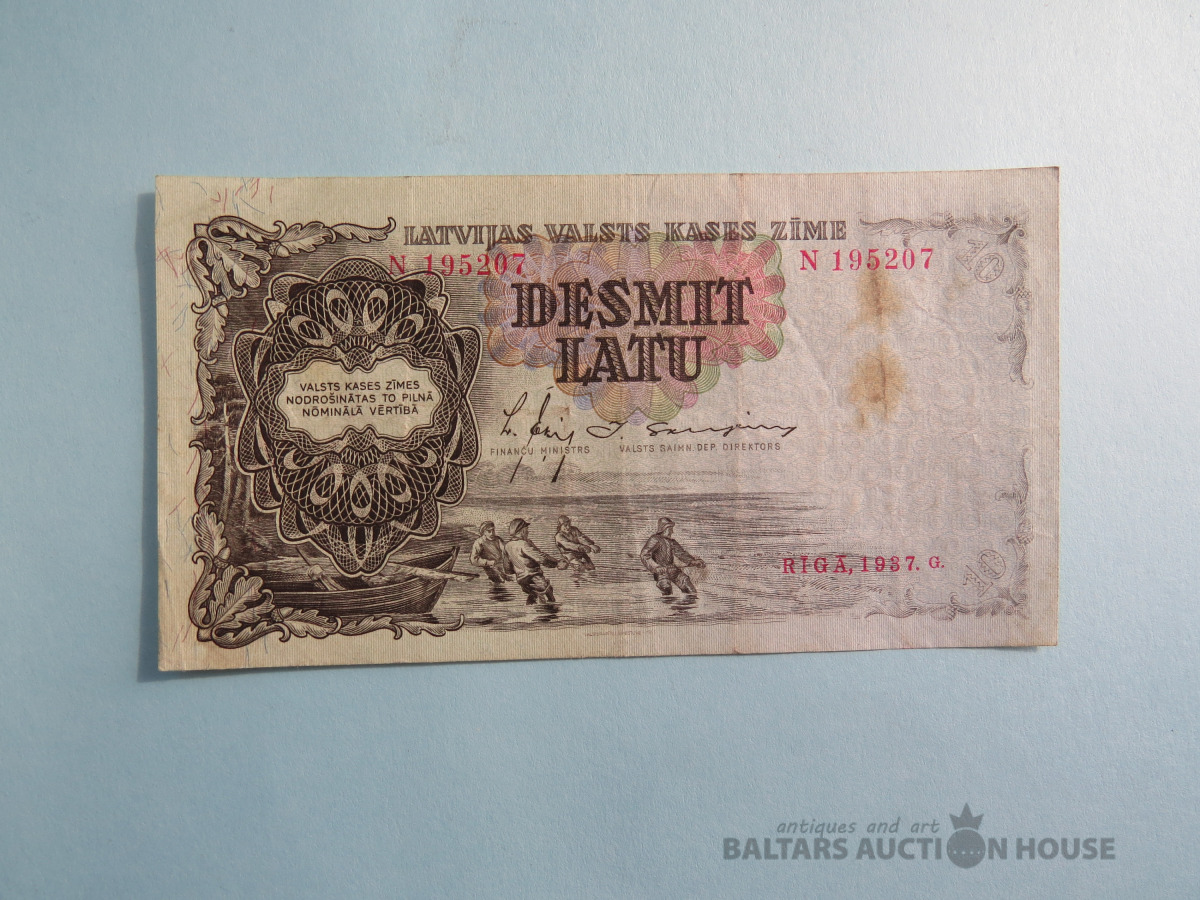 LATVIJAS VALSTS KASES ZĪME
N 195207
N 195207
DESMIT
LATU
VALSTS KASES ZĪMES
NODROŠINĀTAS TO PILNĀ
NŌMINĀLĀ VĒRTĪBĀ
FINANČU MINISTRS
VALSTS SAIMN. DEP. DIREKTORS
RĪGĀ, 1937. G.
antiques and art
BALTARS AUCTION HOUSE